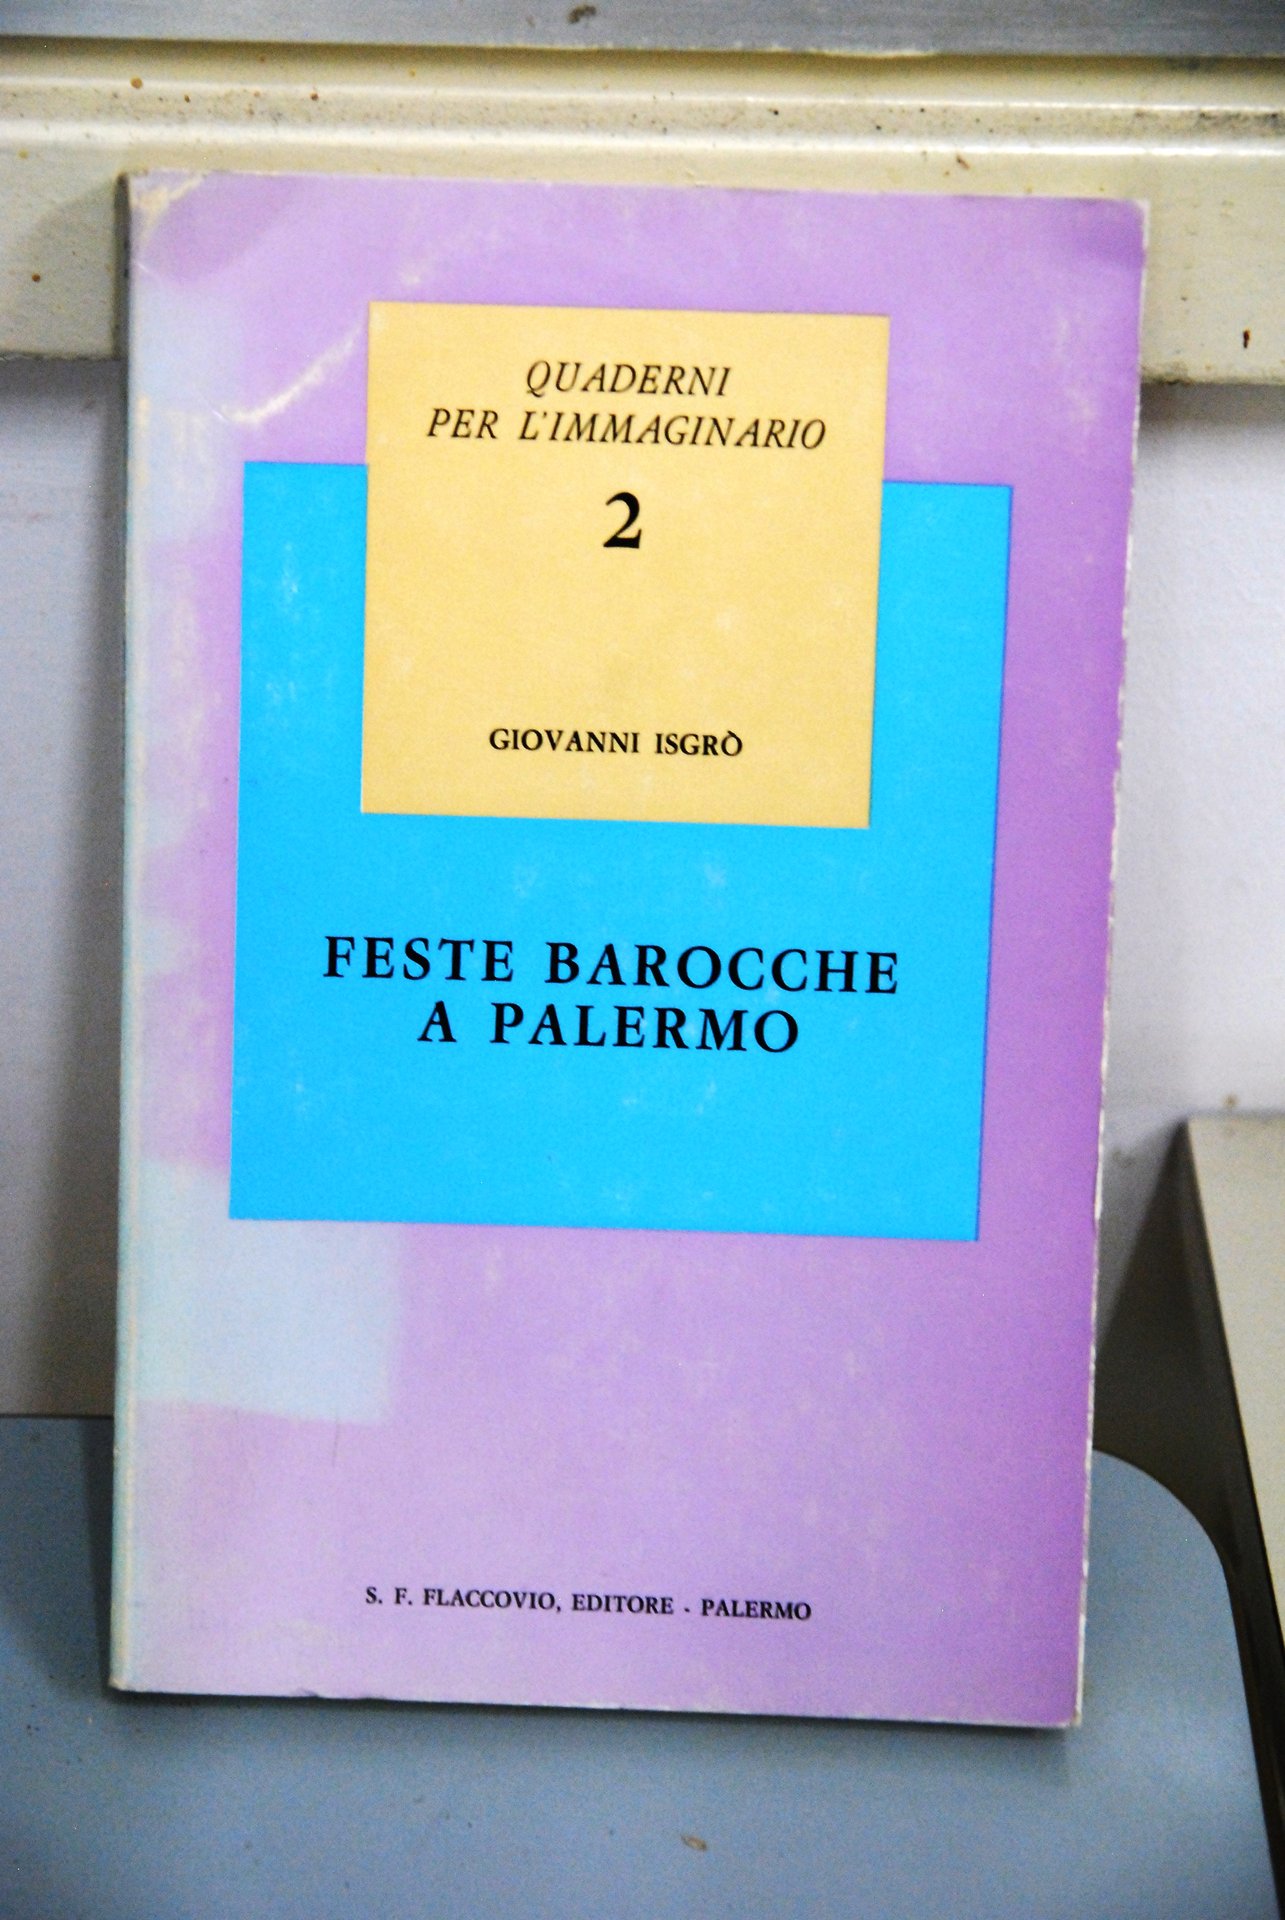 QUADERNI
PER L'IMMAGINARIO
2
GIOVANNI ISGRÒ
FESTE BAROCCHE
A PALERMO
S. F. FLACCOVIO, EDITORE - PALERMO